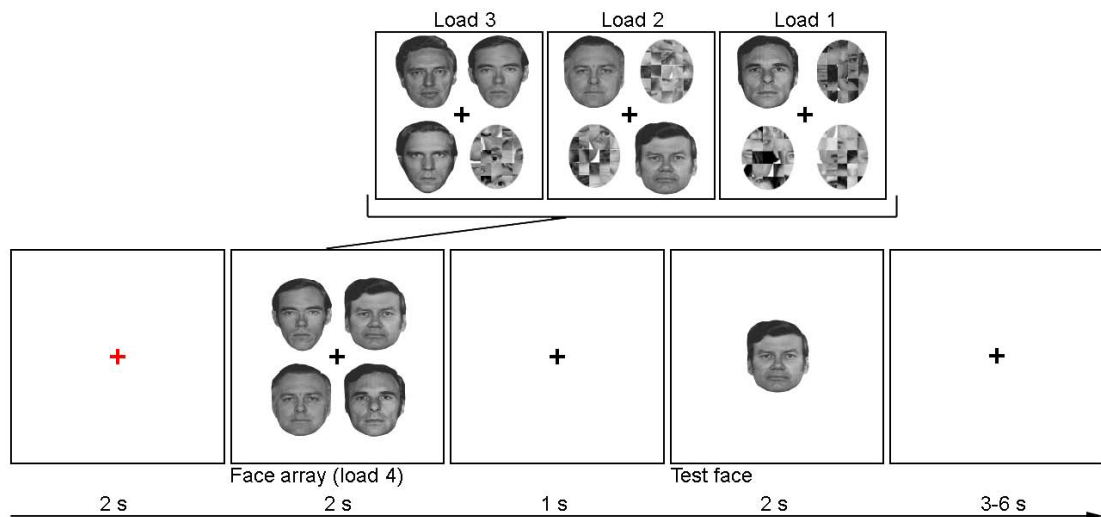 Load 3
Load 2
Load 1
Face array (load 4)
Test face
2 s
2 s
1 s
2 s
3-6 s